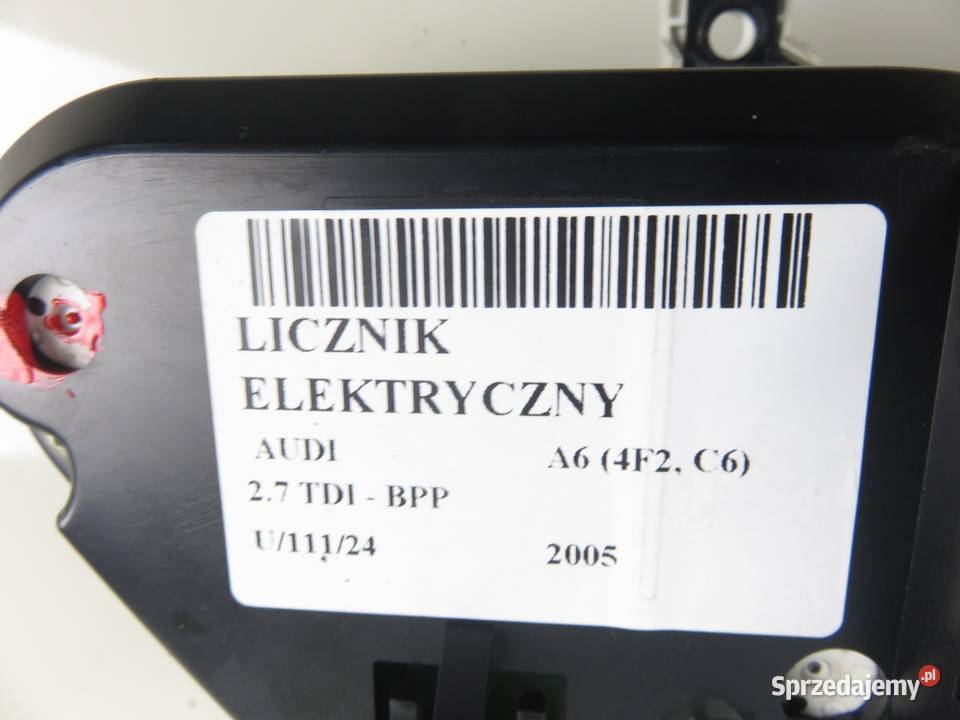 LICZNIK
ELEKTRYCZNY
AUDI A6 (4F2, C6)
2.7 TDI - BPP
U/111/24 2005
Sprzedajemy.pl